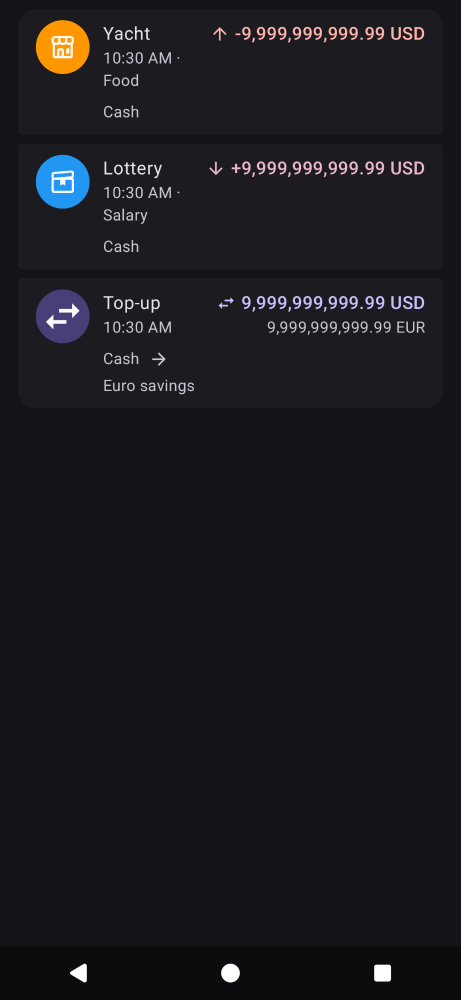 Yacht -9,999,999,999.99 USD
10:30 AM ·
Food
Cash
Lottery +9,999,999,999.99 USD
10:30 AM ·
Salary
Cash
Top-up 9,999,999,999.99 USD
10:30 AM 9,999,999,999.99 EUR
Cash
Euro savings